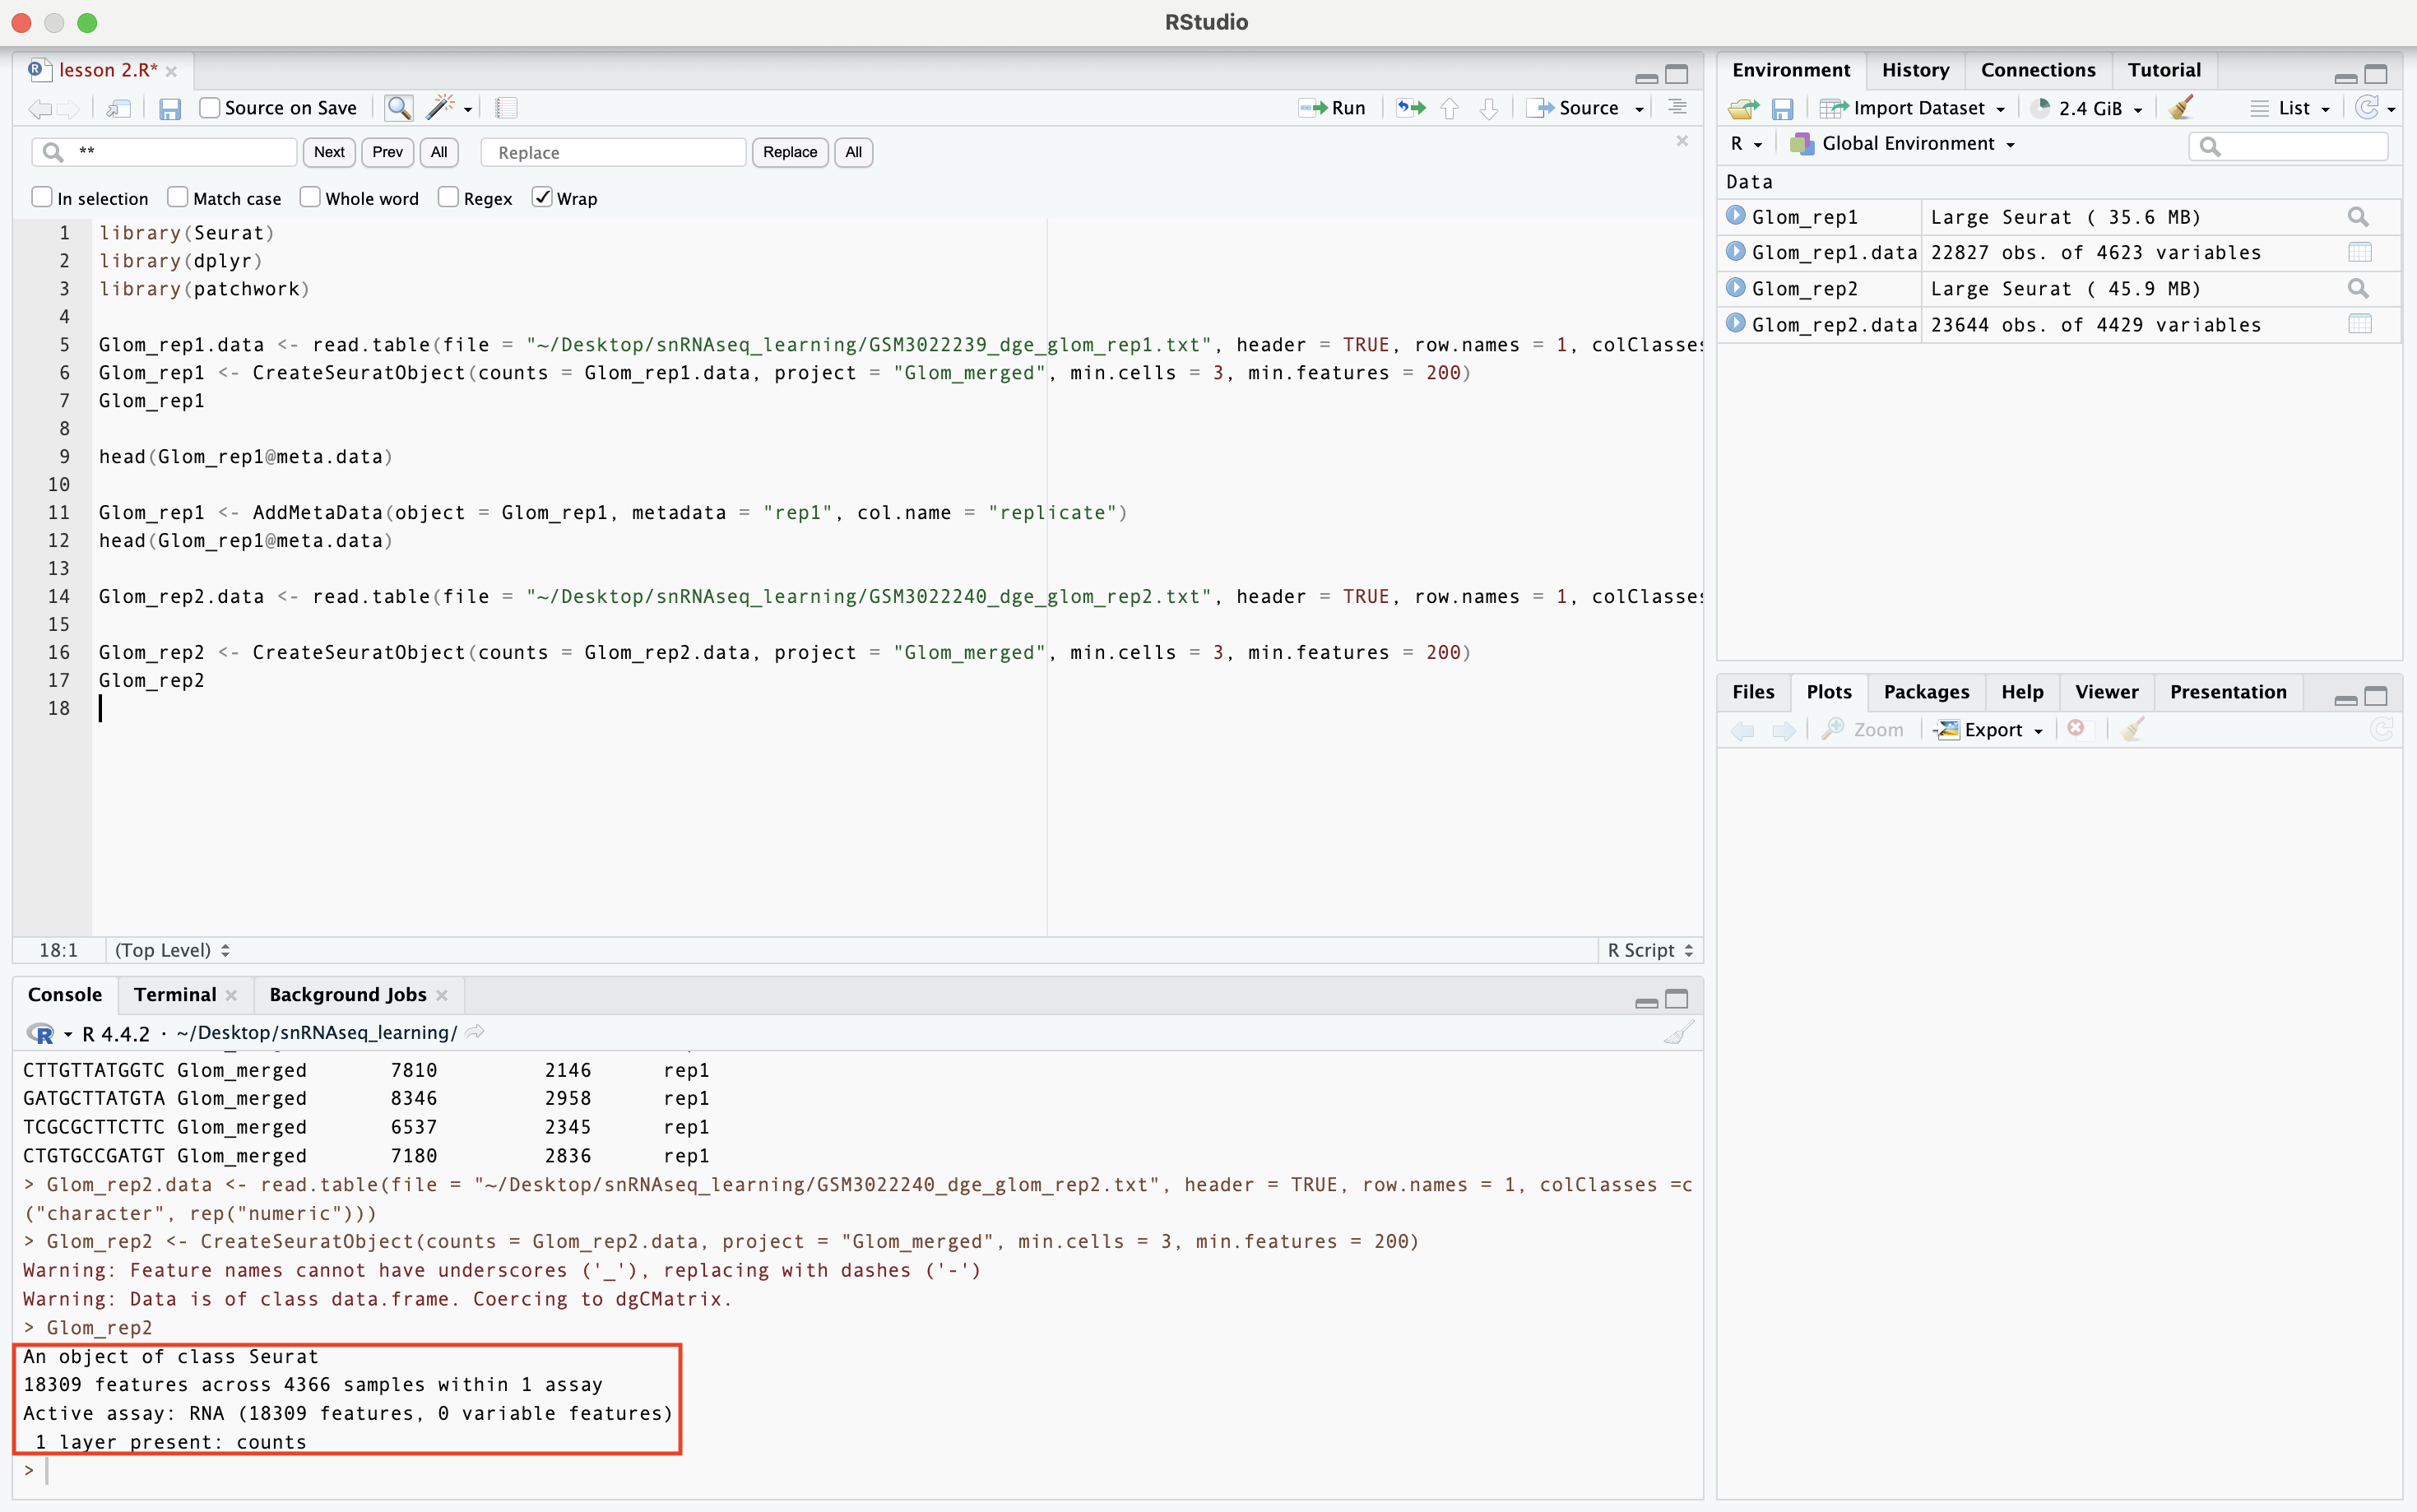 RStudio
lesson 2.R*
Source on Save
Run
Source
** Next Prev All Replace Replace All
In selection Match case Whole word Regex Wrap
1 library(Seurat)
2 library(dplyr)
3 library(patchwork)
4
5 Glom_rep1.data <- read.table(file = "~/Desktop/snRNAseq_learning/GSM3022239_dge_glom_rep1.txt", header = TRUE, row.names = 1, colClasses
6 Glom_rep1 <- CreateSeuratObject(counts = Glom_rep1.data, project = "Glom_merged", min.cells = 3, min.features = 200)
7 Glom_rep1
8
9 head(Glom_rep1@meta.data)
10
11 Glom_rep1 <- AddMetaData(object = Glom_rep1, metadata = "rep1", col.name = "replicate")
12 head(Glom_rep1@meta.data)
13
14 Glom_rep2.data <- read.table(file = "~/Desktop/snRNAseq_learning/GSM3022240_dge_glom_rep2.txt", header = TRUE, row.names = 1, colClasses
15
16 Glom_rep2 <- CreateSeuratObject(counts = Glom_rep2.data, project = "Glom_merged", min.cells = 3, min.features = 200)
17 Glom_rep2
18
18:1 (Top Level) R Script
Console Terminal Background Jobs
R 4.4.2 · ~/Desktop/snRNAseq_learning/
CTTGTTATGGTC Glom_merged 7810 2146 rep1
GATGCTTATGTA Glom_merged 8346 2958 rep1
TCGCGCTTCTTC Glom_merged 6537 2345 rep1
CTGTGCCGATGT Glom_merged 7180 2836 rep1
> Glom_rep2.data <- read.table(file = "~/Desktop/snRNAseq_learning/GSM3022240_dge_glom_rep2.txt", header = TRUE, row.names = 1, colClasses =c
("character", rep("numeric")))
> Glom_rep2 <- CreateSeuratObject(counts = Glom_rep2.data, project = "Glom_merged", min.cells = 3, min.features = 200)
Warning: Feature names cannot have underscores ('_'), replacing with dashes ('-')
Warning: Data is of class data.frame. Coercing to dgCMatrix.
> Glom_rep2
An object of class Seurat
18309 features across 4366 samples within 1 assay
Active assay: RNA (18309 features, 0 variable features)
1 layer present: counts
>
Environment History Connections Tutorial
Import Dataset 2.4 GiB List
R Global Environment
Data
Glom_rep1 Large Seurat ( 35.6 MB)
Glom_rep1.data 22827 obs. of 4623 variables
Glom_rep2 Large Seurat ( 45.9 MB)
Glom_rep2.data 23644 obs. of 4429 variables
Files Plots Packages Help Viewer Presentation
Zoom Export